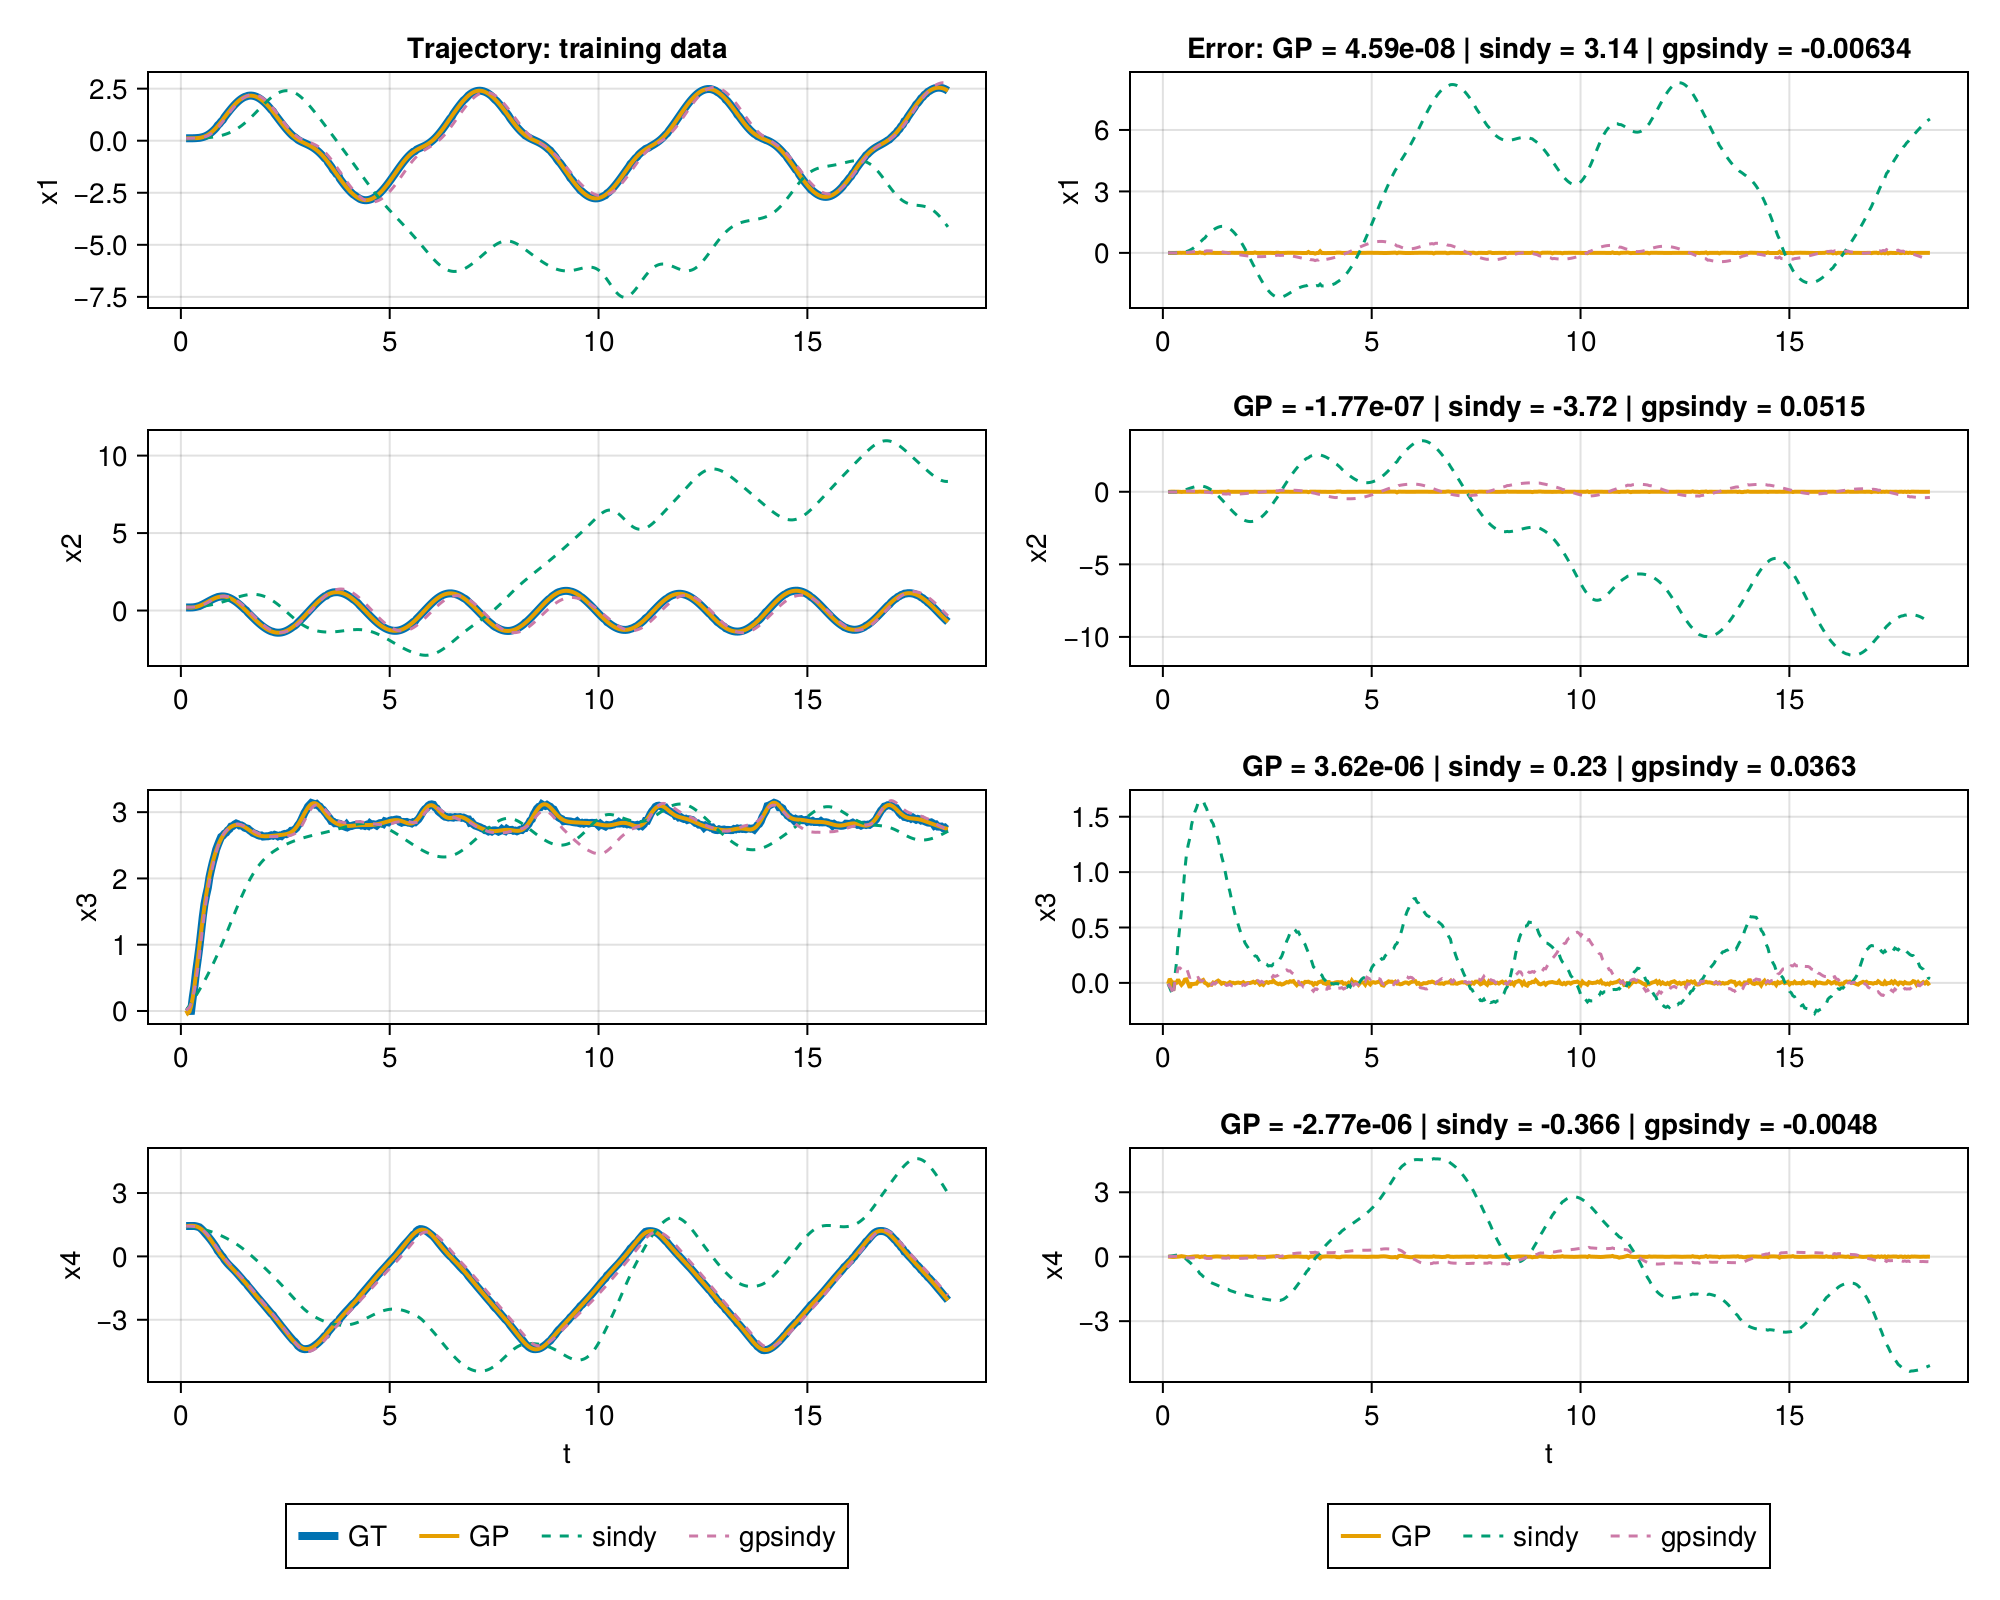 Trajectory: training data
2.5
0.0
−2.5
−5.0
−7.5
x1
0 5 10 15
Error: GP = 4.59e-08 | sindy = 3.14 | gpsindy = -0.00634
6
3
0
x1
0 5 10 15
10
5
0
x2
0 5 10 15
GP = -1.77e-07 | sindy = -3.72 | gpsindy = 0.0515
0
−5
−10
x2
0 5 10 15
3
2
1
0
x3
0 5 10 15
GP = 3.62e-06 | sindy = 0.23 | gpsindy = 0.0363
1.5
1.0
0.5
0.0
x3
0 5 10 15
3
0
−3
x4
0 5 10 15
t
GP = -2.77e-06 | sindy = -0.366 | gpsindy = -0.0048
3
0
−3
x4
0 5 10 15
t
GT GP sindy gpsindy
GP sindy gpsindy